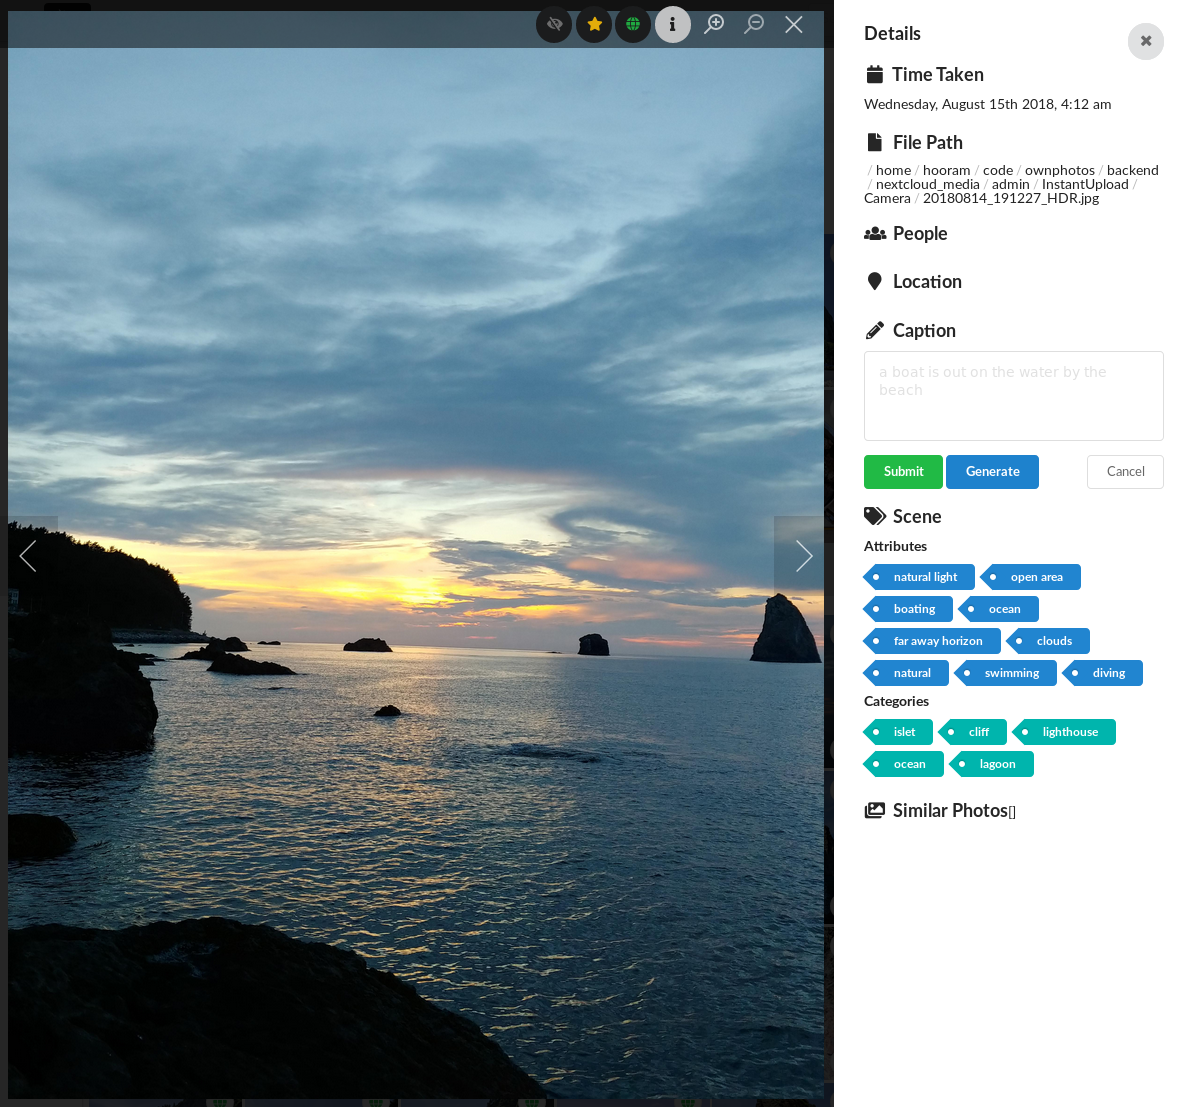 Details
Time Taken
Wednesday, August 15th 2018, 4:12 am
File Path
/ home / hooram / code / ownphotos / backend
/ nextcloud_media / admin / InstantUpload /
Camera / 20180814_191227_HDR.jpg
People
Location
Caption
a boat is out on the water by the
beach
Submit Generate Cancel
Scene
Attributes
natural light open area
boating ocean
far away horizon clouds
natural swimming diving
Categories
islet cliff lighthouse
ocean lagoon
Similar Photos[]